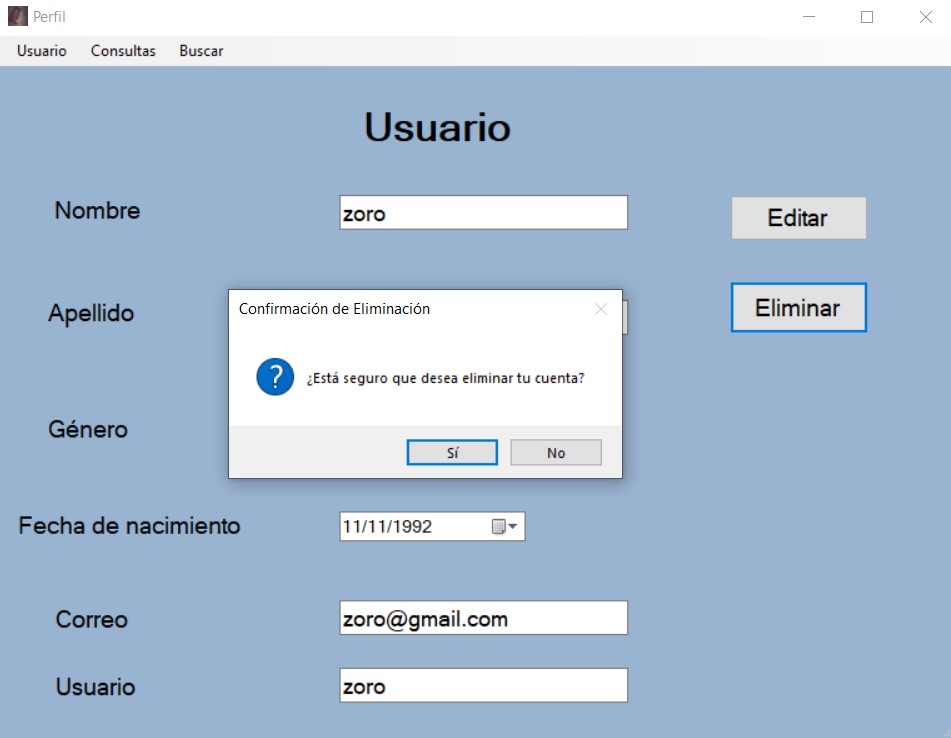 Perfil
Usuario Consultas Buscar
Usuario
Nombre zoro Editar
Apellido Eliminar
Confirmación de Eliminación
¿Está seguro que desea eliminar tu cuenta?
Sí No
Género
Fecha de nacimiento 11/11/1992
Correo zoro@gmail.com
Usuario zoro